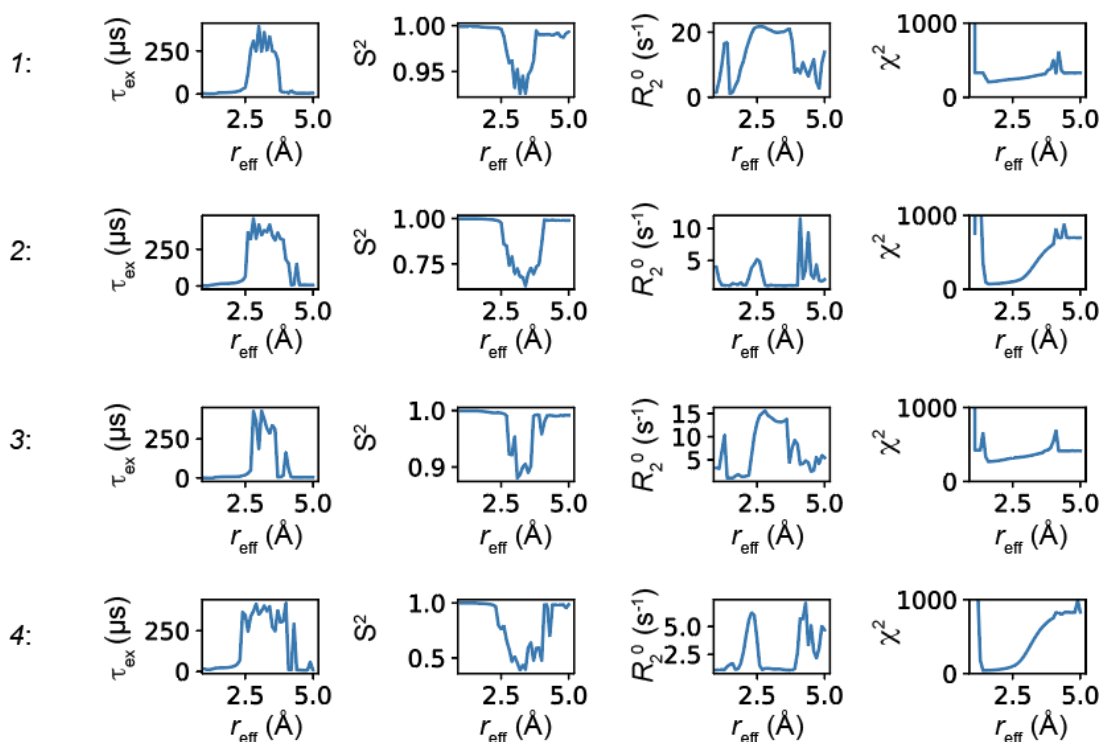 1: τex (μs) 250 0 2.5 5.0 reff (Å) S² 1.00 0.95 2.5 5.0 reff (Å) R₂⁰ (s⁻¹) 20 10 0 2.5 5.0 reff (Å) χ² 1000 0 2.5 5.0 reff (Å)
2: τex (μs) 250 0 2.5 5.0 reff (Å) S² 1.00 0.75 2.5 5.0 reff (Å) R₂⁰ (s⁻¹) 10 5 2.5 5.0 reff (Å) χ² 1000 0 2.5 5.0 reff (Å)
3: τex (μs) 250 0 2.5 5.0 reff (Å) S² 1.0 0.9 2.5 5.0 reff (Å) R₂⁰ (s⁻¹) 15 10 5 2.5 5.0 reff (Å) χ² 1000 0 2.5 5.0 reff (Å)
4: τex (μs) 250 0 2.5 5.0 reff (Å) S² 1.0 0.5 2.5 5.0 reff (Å) R₂⁰ (s⁻¹) 5.0 2.5 2.5 5.0 reff (Å) χ² 1000 0 2.5 5.0 reff (Å)